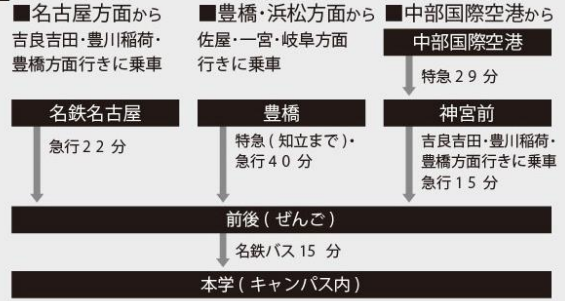 ■名古屋方面から
吉良吉田・豊川稲荷・
豊橋方面行きに乗車
名鉄名古屋
急行22 分
■豊橋・浜松方面から
佐屋・一宮・岐阜方面
行きに乗車
豊橋
特急(知立まで)・
急行40 分
■中部国際空港から
中部国際空港
特急29 分
神宮前
吉良吉田・豊川稲荷・
豊橋方面行きに乗車
急行15 分
前後(ぜんご)
名鉄バス15 分
本学(キャンパス内)